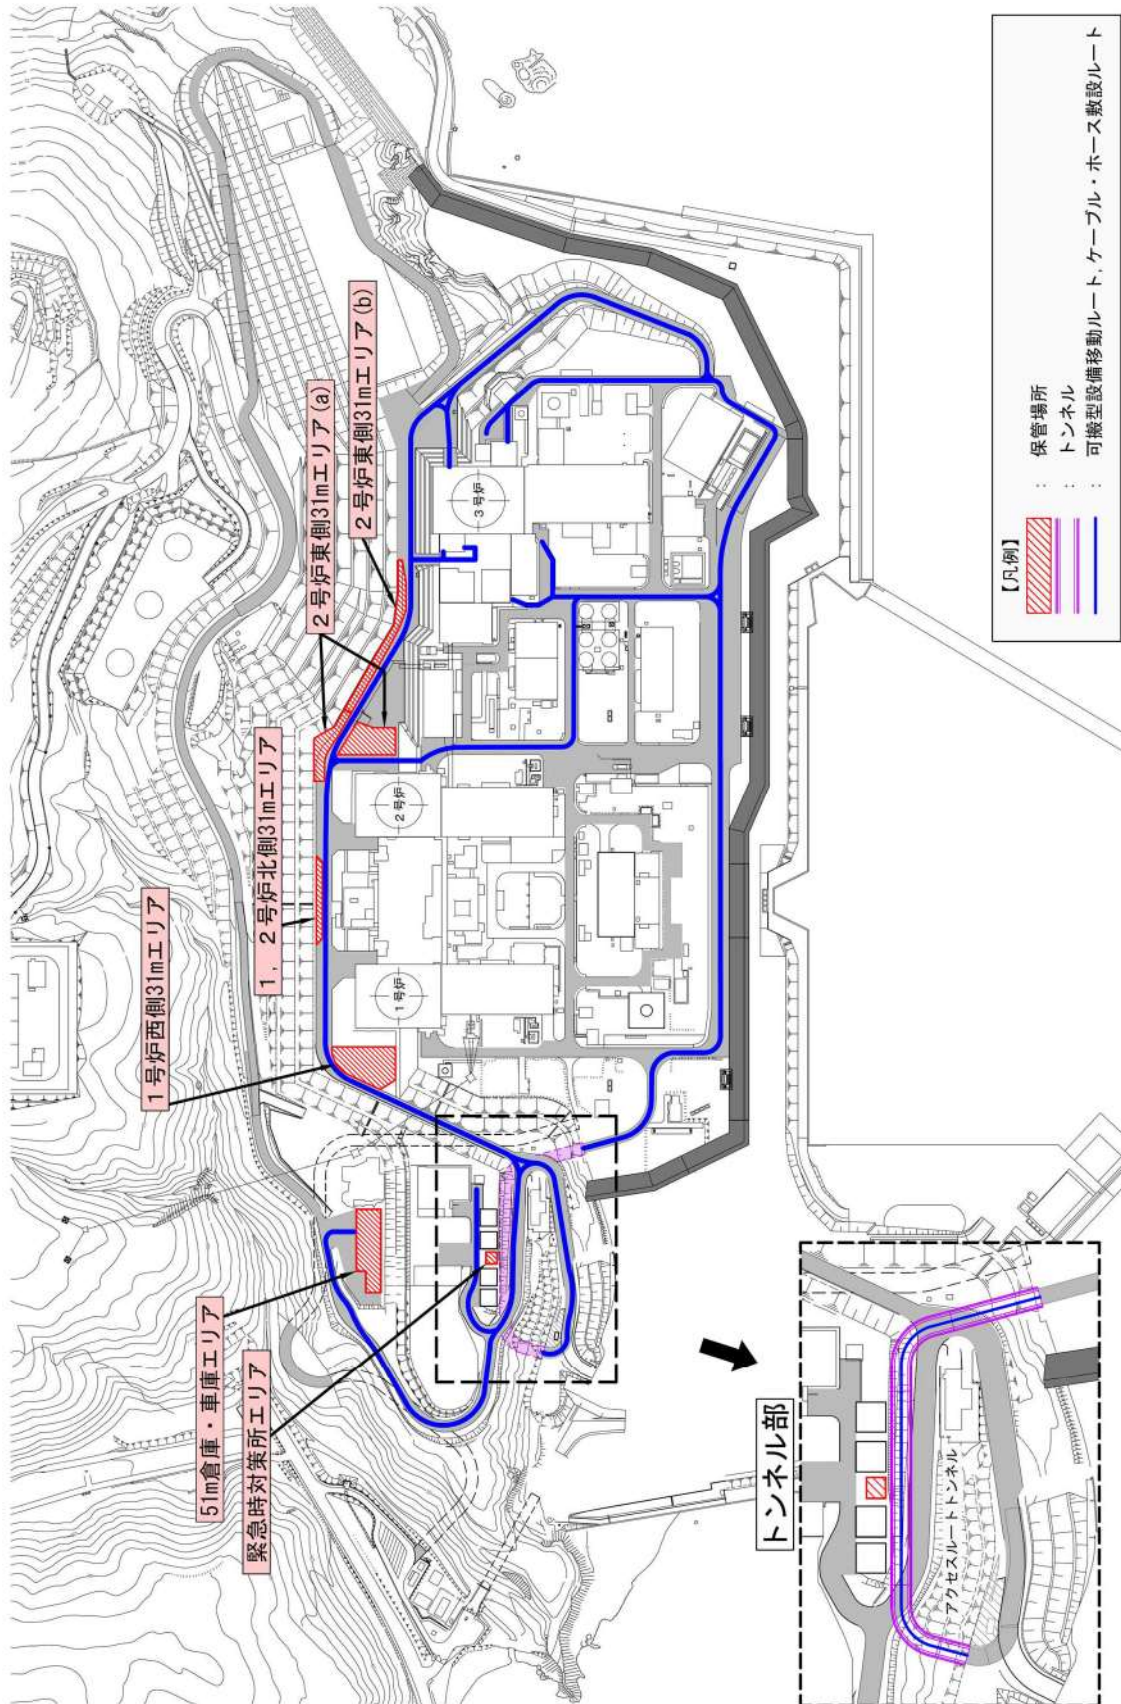 51m倉庫・車庫エリア
緊急時対策所エリア
1号炉西側31mエリア
1,2号炉北側31mエリア
2号炉東側31mエリア(a)
2号炉東側31mエリア(b)
1号炉
2号炉
3号炉
トンネル部
アクセスルートトンネル
【凡例】
: 保管場所
: トンネル
: 可搬型設備移動ルート,ケーブル・ホース敷設ルート